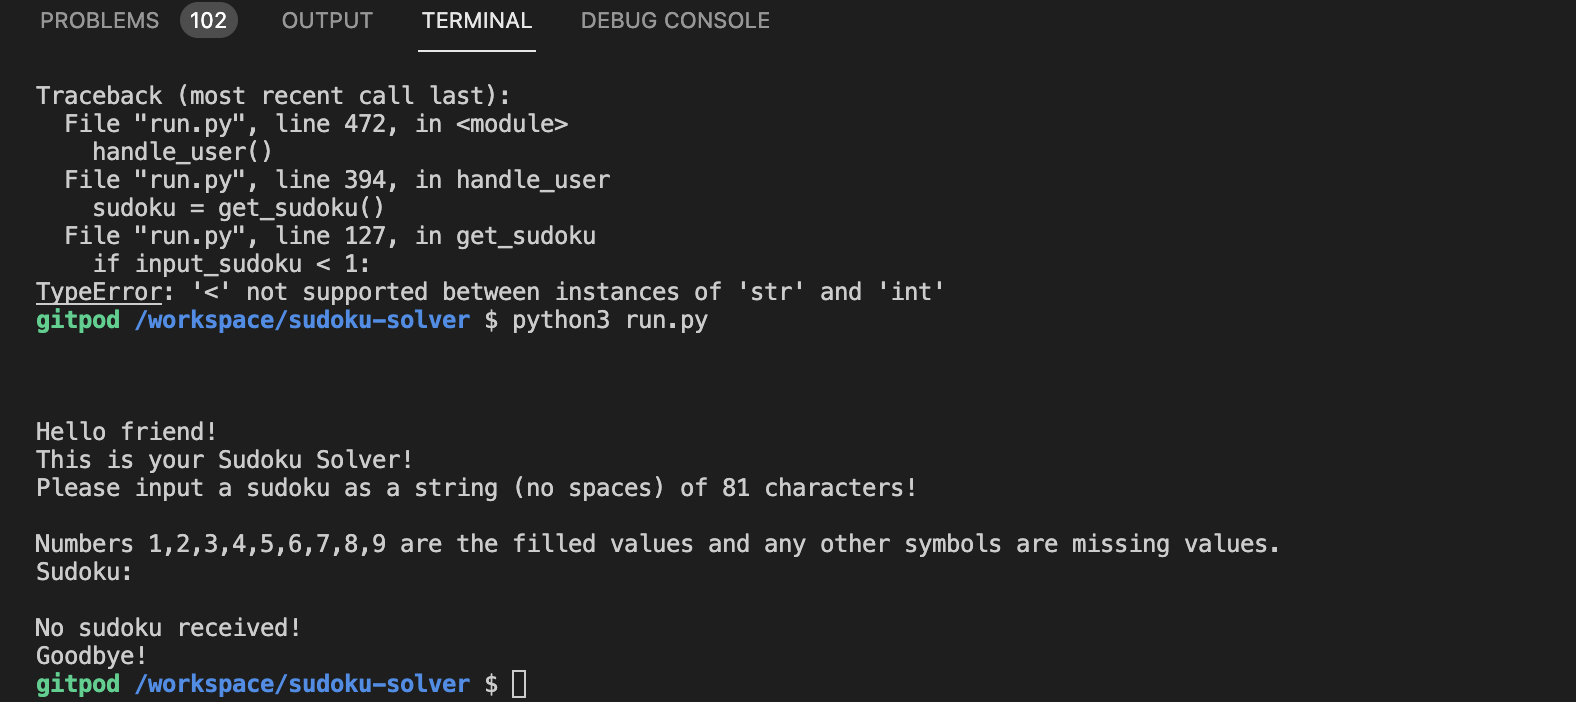 PROBLEMS 102 OUTPUT TERMINAL DEBUG CONSOLE
Traceback (most recent call last):
  File "run.py", line 472, in <module>
    handle_user()
  File "run.py", line 394, in handle_user
    sudoku = get_sudoku()
  File "run.py", line 127, in get_sudoku
    if input_sudoku < 1:
TypeError: '<' not supported between instances of 'str' and 'int'
gitpod /workspace/sudoku-solver $ python3 run.py
Hello friend!
This is your Sudoku Solver!
Please input a sudoku as a string (no spaces) of 81 characters!
Numbers 1,2,3,4,5,6,7,8,9 are the filled values and any other symbols are missing values.
Sudoku:
No sudoku received!
Goodbye!
gitpod /workspace/sudoku-solver $